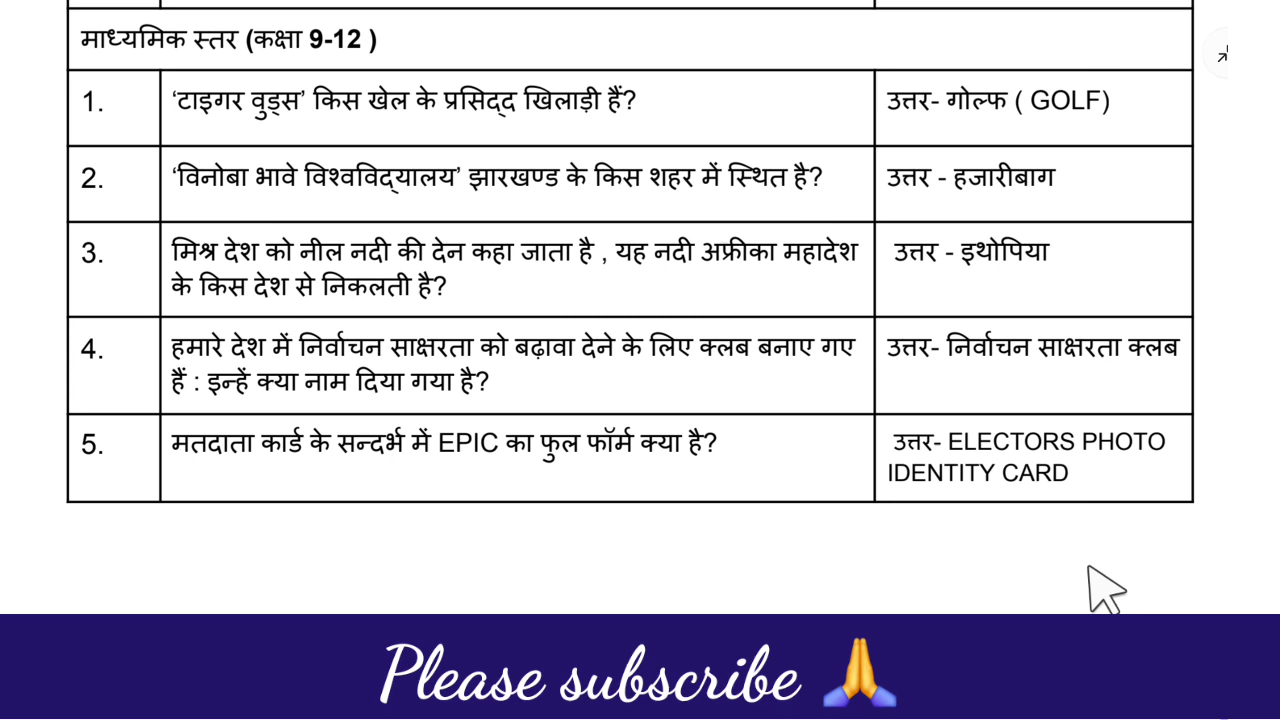 माध्यमिक स्तर (कक्षा 9-12 )
1. ‘टाइगर वुड्स’ किस खेल के प्रसिद्द खिलाड़ी हैं? उत्तर- गोल्फ ( GOLF)
2. ‘विनोबा भावे विश्वविद्यालय’ झारखण्ड के किस शहर में स्थित है? उत्तर - हजारीबाग
3. मिश्र देश को नील नदी की देन कहा जाता है , यह नदी अफ्रीका महादेश
के किस देश से निकलती है?
उत्तर - इथोपिया
4. हमारे देश में निर्वाचन साक्षरता को बढ़ावा देने के लिए क्लब बनाए गए
हैं : इन्हें क्या नाम दिया गया है?
उत्तर- निर्वाचन साक्षरता क्लब
5. मतदाता कार्ड के सन्दर्भ में EPIC का फुल फॉर्म क्या है?
उत्तर- ELECTORS PHOTO
IDENTITY CARD
Please subscribe 🙏